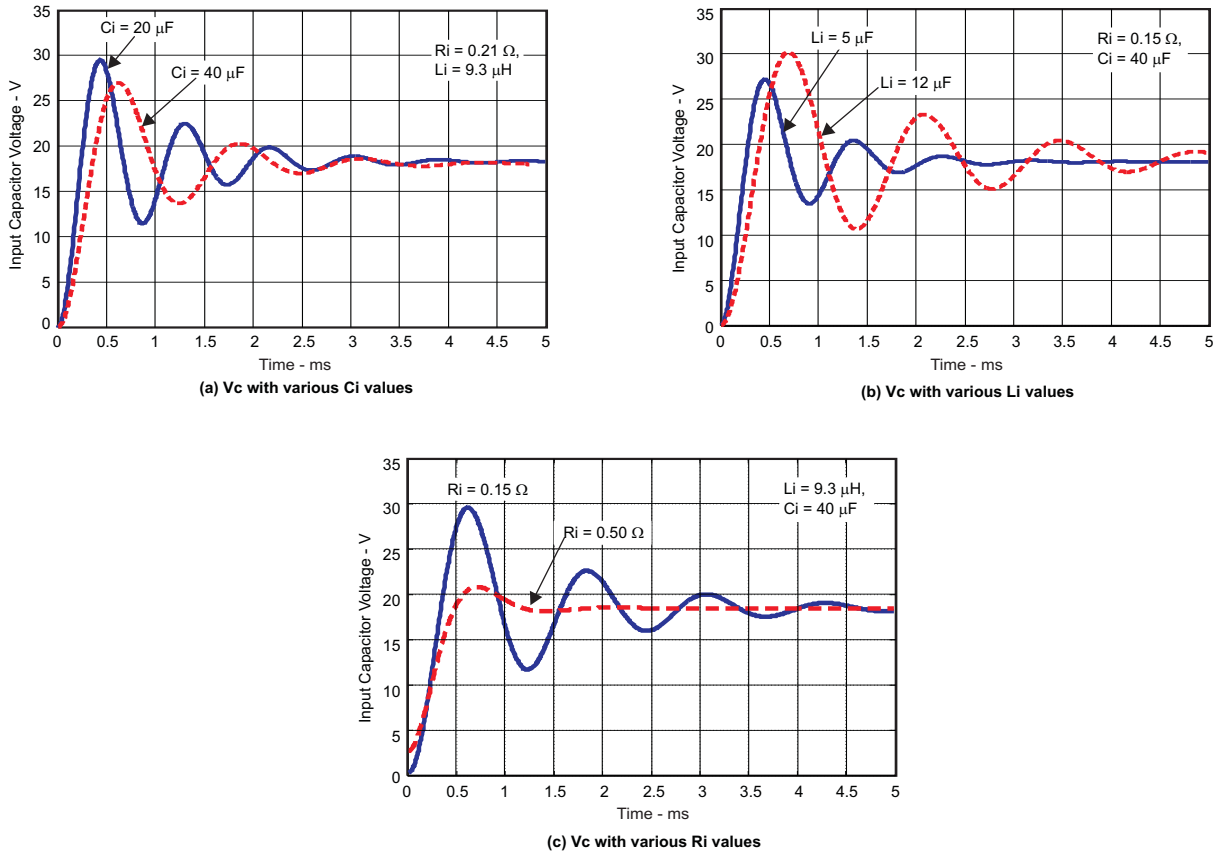 35
30
25
20
15
10
5
0
Input Capacitor Voltage - V
Ci = 20 μF
Ci = 40 μF
Ri = 0.21 Ω,
Li = 9.3 μH
0 0.5 1 1.5 2 2.5 3 3.5 4 4.5 5
Time - ms
(a) Vc with various Ci values
35
30
25
20
15
10
5
0
Input Capacitor Voltage - V
Li = 5 μF
Li = 12 μF
Ri = 0.15 Ω,
Ci = 40 μF
0 0.5 1 1.5 2 2.5 3 3.5 4 4.5 5
Time - ms
(b) Vc with various Li values
35
30
25
20
15
10
5
0
Input Capacitor Voltage - V
Ri = 0.15 Ω
Ri = 0.50 Ω
Li = 9.3 μH,
Ci = 40 μF
0 0.5 1 1.5 2 2.5 3 3.5 4 4.5 5
Time - ms
(c) Vc with various Ri values